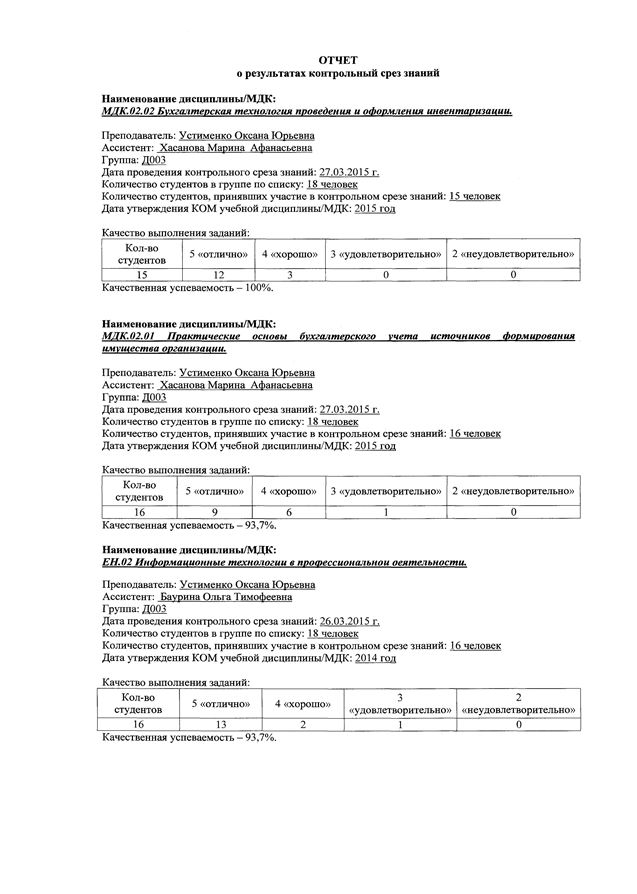 ОТЧЕТ
о результатах контрольный срез знаний
Наименование дисциплины/МДК:
МДК.02.02 Бухгалтерская технология проведения и оформления инвентаризации.
Преподаватель: Устименко Оксана Юрьевна
Ассистент: Хасанова Марина Афанасьевна
Группа: Д003
Дата проведения контрольного среза знаний: 27.03.2015 г.
Количество студентов в группе по списку: 18 человек
Количество студентов, принявших участие в контрольном срезе знаний: 15 человек
Дата утверждения КОМ учебной дисциплины/МДК: 2015 год
Качество выполнения заданий:
Кол-во студентов 5 «отлично» 4 «хорошо» 3 «удовлетворительно» 2 «неудовлетворительно»
15 12 3 0 0
Качественная успеваемость – 100%.
Наименование дисциплины/МДК:
МДК.02.01 Практические основы бухгалтерского учета источников формирования
имущества организации.
Преподаватель: Устименко Оксана Юрьевна
Ассистент: Хасанова Марина Афанасьевна
Группа: Д003
Дата проведения контрольного среза знаний: 27.03.2015 г.
Количество студентов в группе по списку: 18 человек
Количество студентов, принявших участие в контрольном срезе знаний: 16 человек
Дата утверждения КОМ учебной дисциплины/МДК: 2015 год
Качество выполнения заданий:
Кол-во студентов 5 «отлично» 4 «хорошо» 3 «удовлетворительно» 2 «неудовлетворительно»
16 9 6 1 0
Качественная успеваемость – 93,7%.
Наименование дисциплины/МДК:
ЕН.02 Информационные технологии в профессиональной деятельности.
Преподаватель: Устименко Оксана Юрьевна
Ассистент: Баурина Ольга Тимофеевна
Группа: Д003
Дата проведения контрольного среза знаний: 26.03.2015 г.
Количество студентов в группе по списку: 18 человек
Количество студентов, принявших участие в контрольном срезе знаний: 16 человек
Дата утверждения КОМ учебной дисциплины/МДК: 2014 год
Качество выполнения заданий:
Кол-во студентов 5 «отлично» 4 «хорошо» 3 «удовлетворительно» 2 «неудовлетворительно»
16 13 2 1 0
Качественная успеваемость – 93,7%.